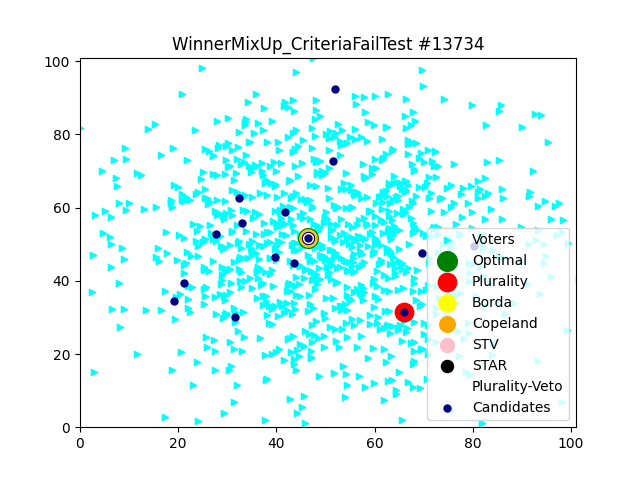 WinnerMixUp_CriteriaFailTest #13734
100
80
60
40
20
0
0
20
40
60
80
100
Voters
Optimal
Plurality
Borda
Copeland
STV
STAR
Plurality-Veto
Candidates